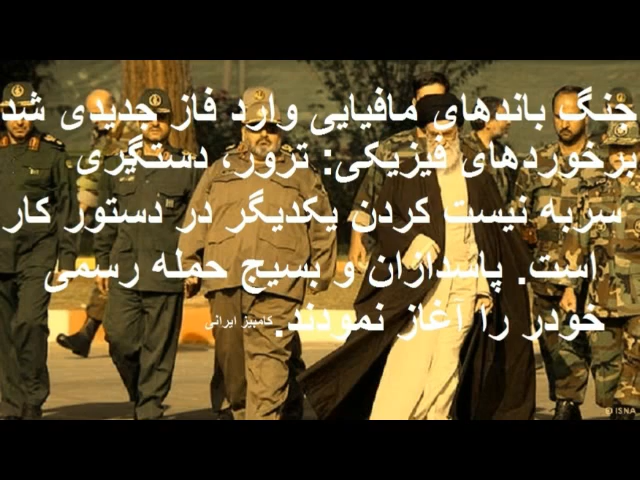 جنگ باندهای مافیایی وارد فاز جدیدی شد
برخوردهای فیزیکی: ترور، دستگیری
سربه نیست کردن یکدیگر در دستور کار
است. پاسدازان و بسیج حمله رسمی
خودر را آغاز نمودند. کامبیز ایرانی
© ISNA